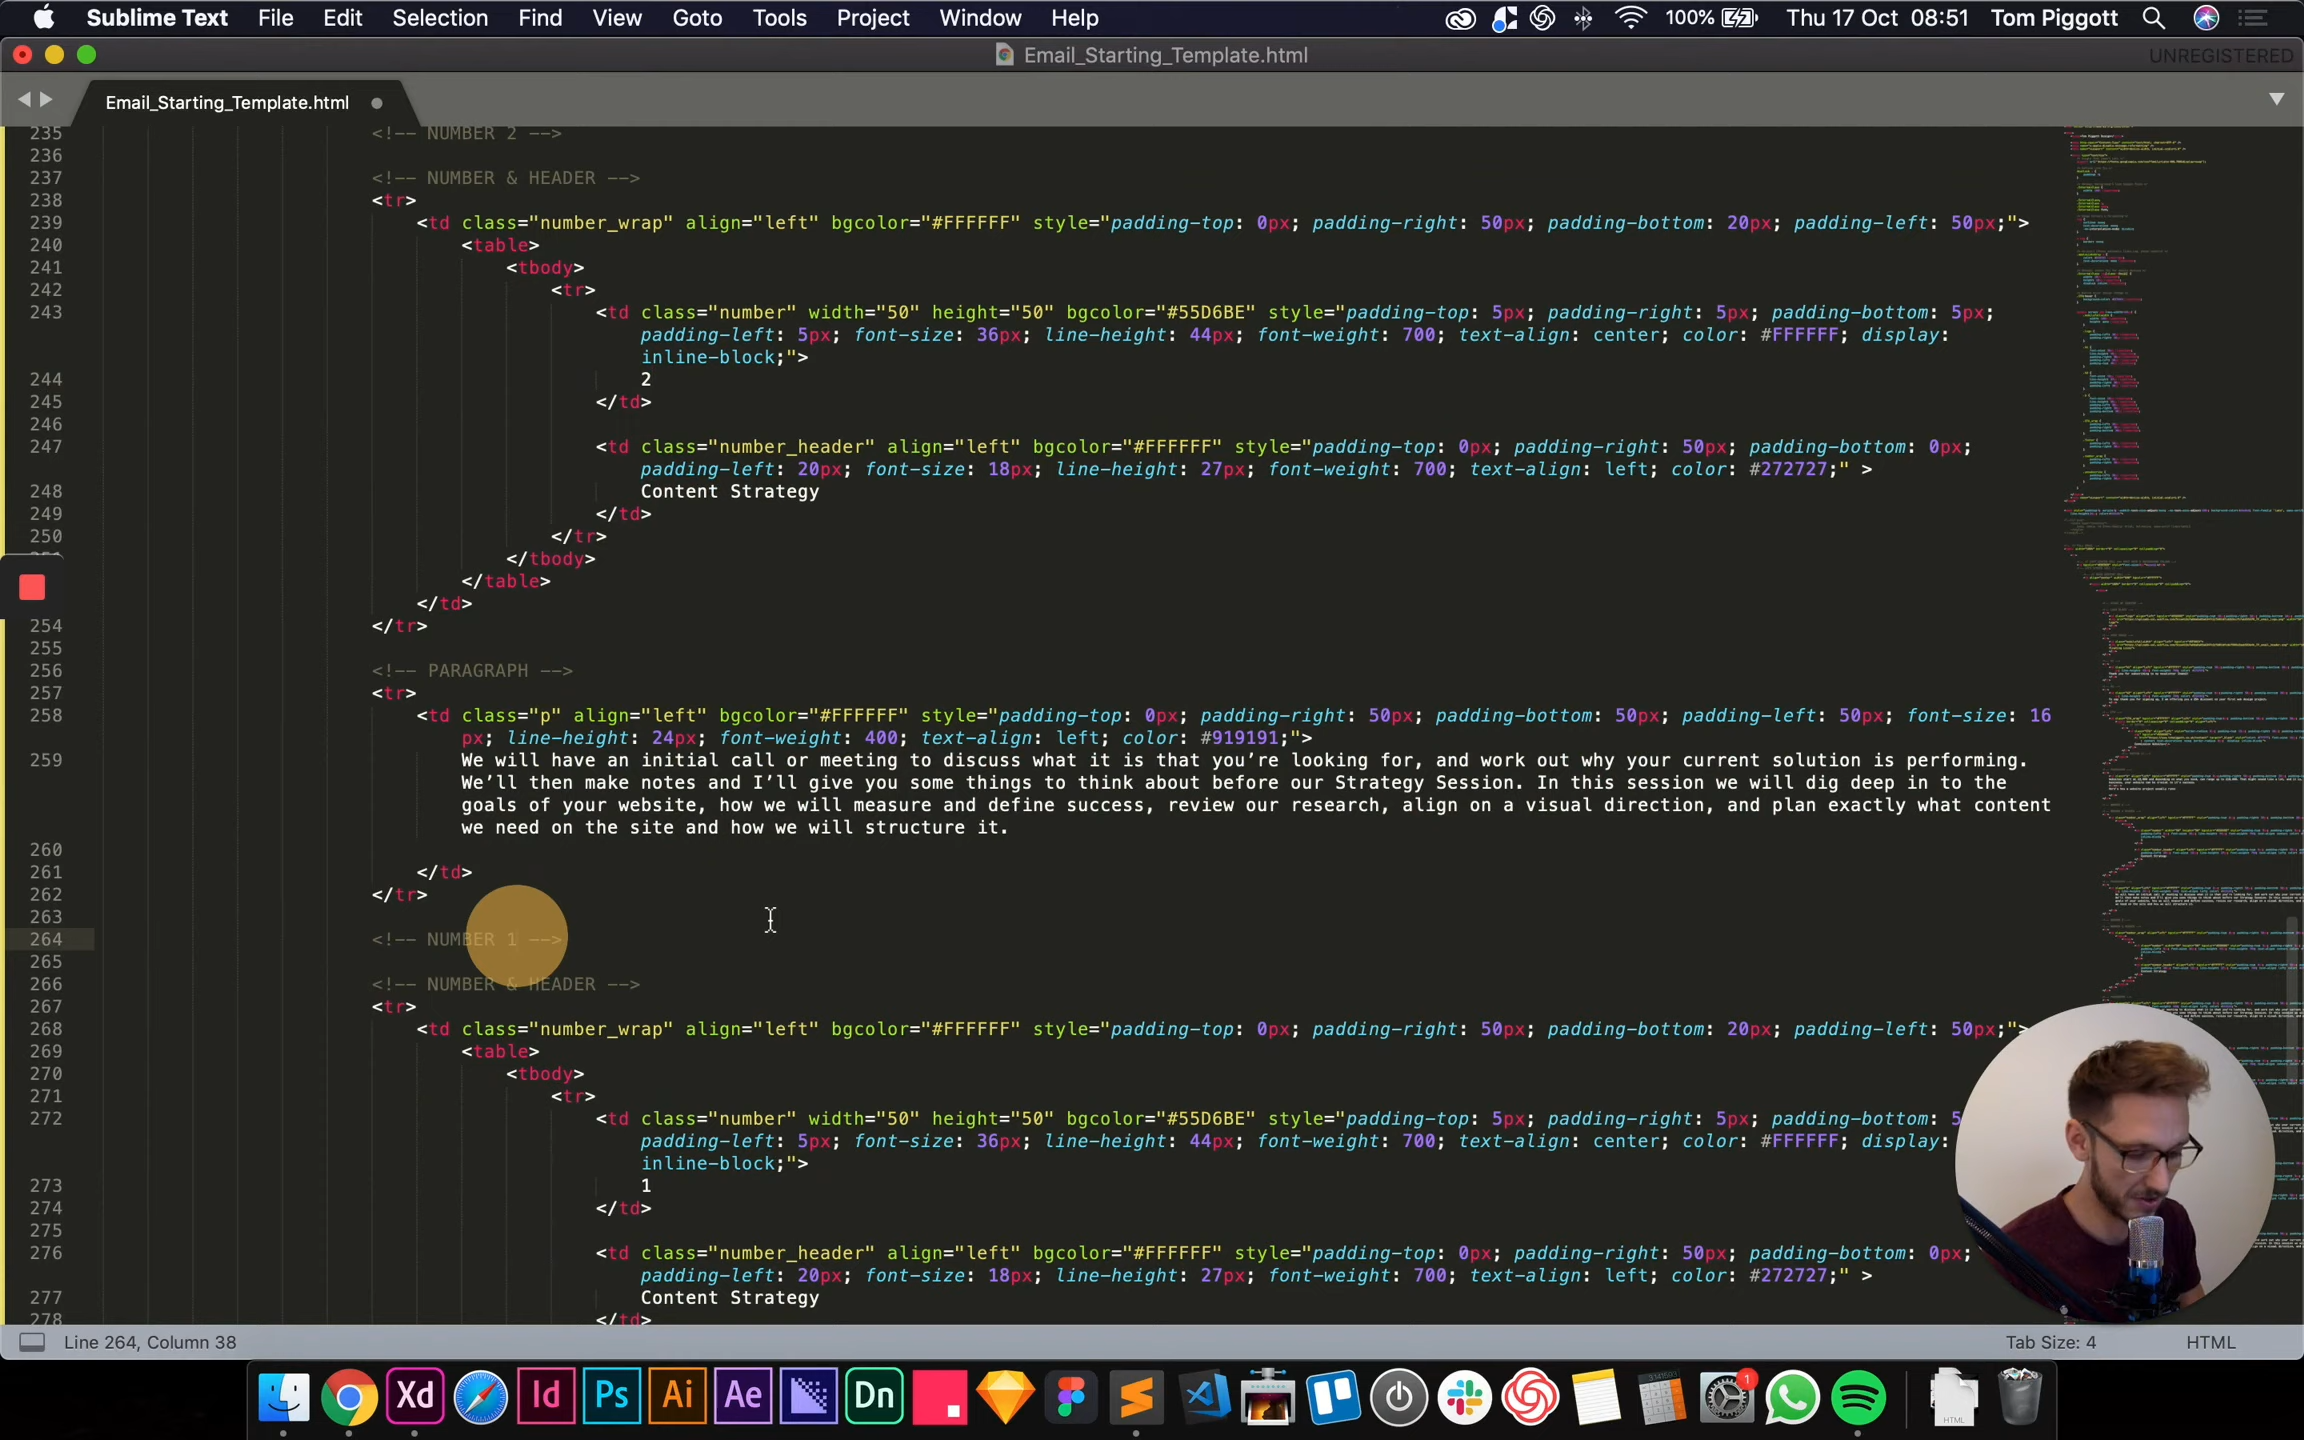 Sublime Text File Edit Selection Find View Goto Tools Project Window Help 100% Thu 17 Oct 08:51 Tom Piggott
Email_Starting_Template.html UNREGISTERED
Email_Starting_Template.html
235 <!-- NUMBER 2 -->
236
237 <!-- NUMBER & HEADER -->
238 <tr>
239 <td class="number_wrap" align="left" bgcolor="#FFFFFF" style="padding-top: 0px; padding-right: 50px; padding-bottom: 20px; padding-left: 50px;">
240 <table>
241 <tbody>
242 <tr>
243 <td class="number" width="50" height="50" bgcolor="#55D6BE" style="padding-top: 5px; padding-right: 5px; padding-bottom: 5px;
padding-left: 5px; font-size: 36px; line-height: 44px; font-weight: 700; text-align: center; color: #FFFFFF; display:
inline-block;">
244 2
245 </td>
246
247 <td class="number_header" align="left" bgcolor="#FFFFFF" style="padding-top: 0px; padding-right: 50px; padding-bottom: 0px;
padding-left: 20px; font-size: 18px; line-height: 27px; font-weight: 700; text-align: left; color: #272727;" >
248 Content Strategy
249 </td>
250 </tr>
</tbody>
</table>
</td>
254 </tr>
255
256 <!-- PARAGRAPH -->
257 <tr>
258 <td class="p" align="left" bgcolor="#FFFFFF" style="padding-top: 0px; padding-right: 50px; padding-bottom: 50px; padding-left: 50px; font-size: 16
px; line-height: 24px; font-weight: 400; text-align: left; color: #919191;">
259 We will have an initial call or meeting to discuss what it is that you’re looking for, and work out why your current solution is performing.
We’ll then make notes and I’ll give you some things to think about before our Strategy Session. In this session we will dig deep in to the
goals of your website, how we will measure and define success, review our research, align on a visual direction, and plan exactly what content
we need on the site and how we will structure it.
260
261 </td>
262 </tr>
263
264 <!-- NUMBER 1 -->
265
266 <!-- NUMBER & HEADER -->
267 <tr>
268 <td class="number_wrap" align="left" bgcolor="#FFFFFF" style="padding-top: 0px; padding-right: 50px; padding-bottom: 20px; padding-left: 50px;">
269 <table>
270 <tbody>
271 <tr>
272 <td class="number" width="50" height="50" bgcolor="#55D6BE" style="padding-top: 5px; padding-right: 5px; padding-bottom: 5
padding-left: 5px; font-size: 36px; line-height: 44px; font-weight: 700; text-align: center; color: #FFFFFF; display:
inline-block;">
273 1
274 </td>
275
276 <td class="number_header" align="left" bgcolor="#FFFFFF" style="padding-top: 0px; padding-right: 50px; padding-bottom: 0px;
padding-left: 20px; font-size: 18px; line-height: 27px; font-weight: 700; text-align: left; color: #272727;" >
277 Content Strategy
278 </td>
Line 264, Column 38 Tab Size: 4 HTML
Xd Id Ps Ai Ae Dn 1 HTML